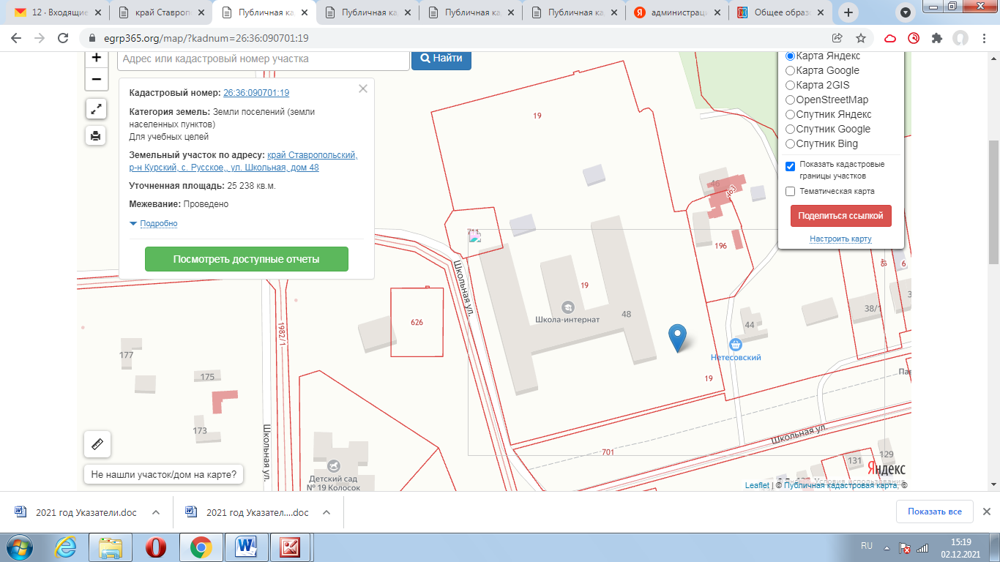 12 · Входящие
край Ставропо
Публичная ка
Публичная ка
Публичная ка
Публичная ка
администрац
Общее образо
egrp365.org/map/?kadnum=26:36:090701:19
+
−
Адрес или кадастровый номер участка
Найти
Кадастровый номер: 26:36:090701:19
Категория земель: Земли поселений (земли
населенных пунктов)
Для учебных целей
Земельный участок по адресу: край Ставропольский,
р-н Курский, с. Русское,, ул. Школьная, дом 48
Уточненная площадь: 25 238 кв.м.
Межевание: Проведено
Подробно
Посмотреть доступные отчеты
Карта Яндекс
Карта Google
Карта 2GIS
OpenStreetMap
Спутник Яндекс
Спутник Google
Спутник Bing
Показать кадастровые
границы участков
Тематическая карта
Поделиться ссылкой
Настроить карту
19
46
463
711
196
48
6
Школьная ул.
19
Школа-интернат
48
38/1
3
44
626
Нетесовский
1982/1
177
175
19
Па
173
Школьная ул.
Школьная ул.
701
129
131
Детский сад
№ 19 Колосок
Не нашли участок/дом на карте?
Яндекс
Условия использования
Leaflet | © Публичная кадастровая карта, ©
2021 год Указатели.doc
2021 год Указател....doc
Показать все
RU
15:19
02.12.2021